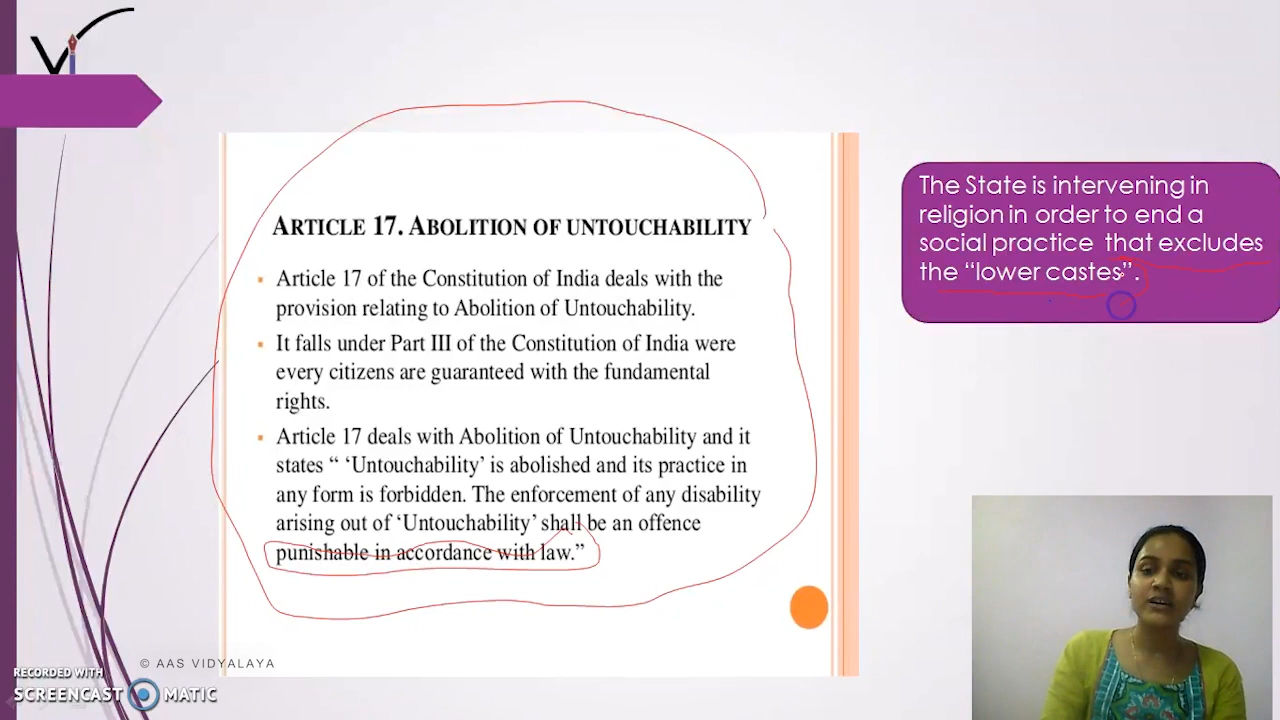 ARTICLE 17. ABOLITION OF UNTOUCHABILITY
Article 17 of the Constitution of India deals with the
provision relating to Abolition of Untouchability.
It falls under Part III of the Constitution of India were
every citizens are guaranteed with the fundamental
rights.
Article 17 deals with Abolition of Untouchability and it
states “ ‘Untouchability’ is abolished and its practice in
any form is forbidden. The enforcement of any disability
arising out of ‘Untouchability’ shall be an offence
punishable in accordance with law.”
The State is intervening in
religion in order to end a
social practice that excludes
the “lower castes”.
© AAS VIDYALAYA
RECORDED WITH
SCREENCAST MATIC